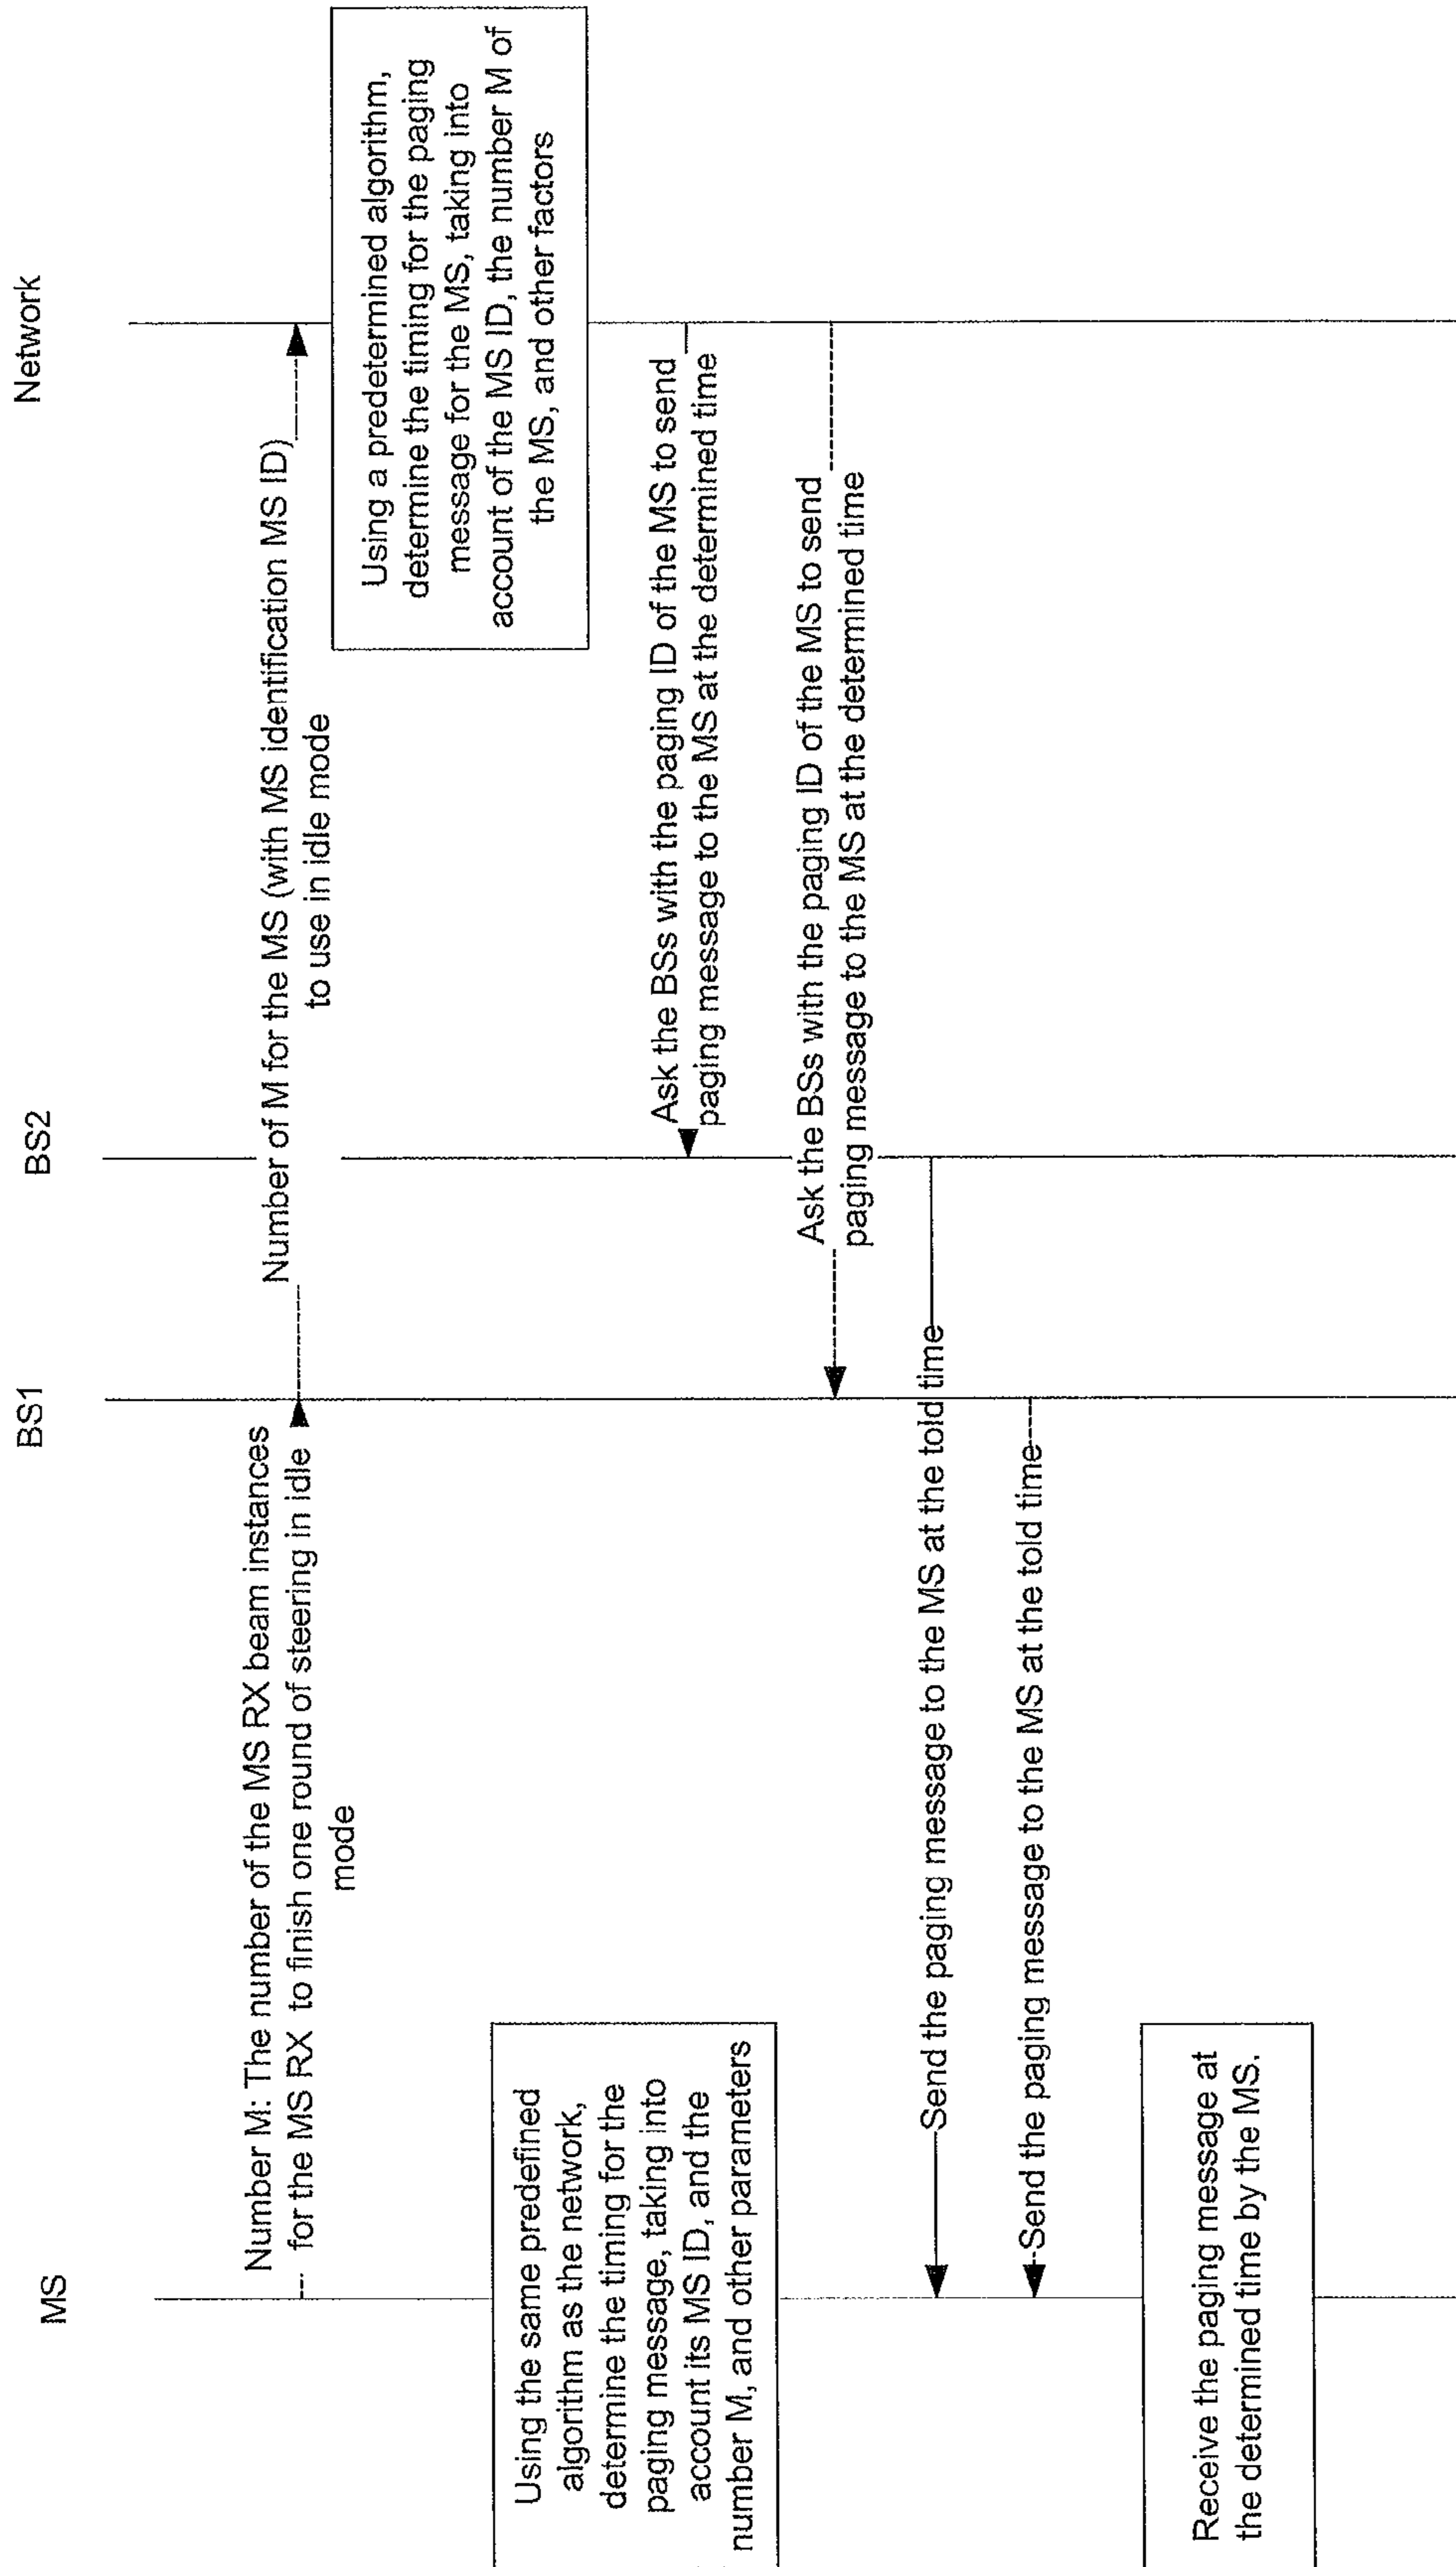 MS
BS1
BS2
Network
Number M: The number of the MS RX beam instances
for the MS RX to finish one round of steering in idle
mode
Number of M for the MS (with MS identification MS ID)
to use in idle mode
Using a predetermined algorithm,
determine the timing for the paging
message for the MS, taking into
account of the MS ID, the number M of
the MS, and other factors
Using the same predefined
algorithm as the network,
determine the timing for the
paging message, taking into
account its MS ID, and the
number M, and other parameters
Ask the BSs with the paging ID of the MS to send
paging message to the MS at the determined time
Ask the BSs with the paging ID of the MS to send
paging message to the MS at the determined time
Send the paging message to the MS at the told time
Send the paging message to the MS at the told time
Receive the paging message at
the determined time by the MS.